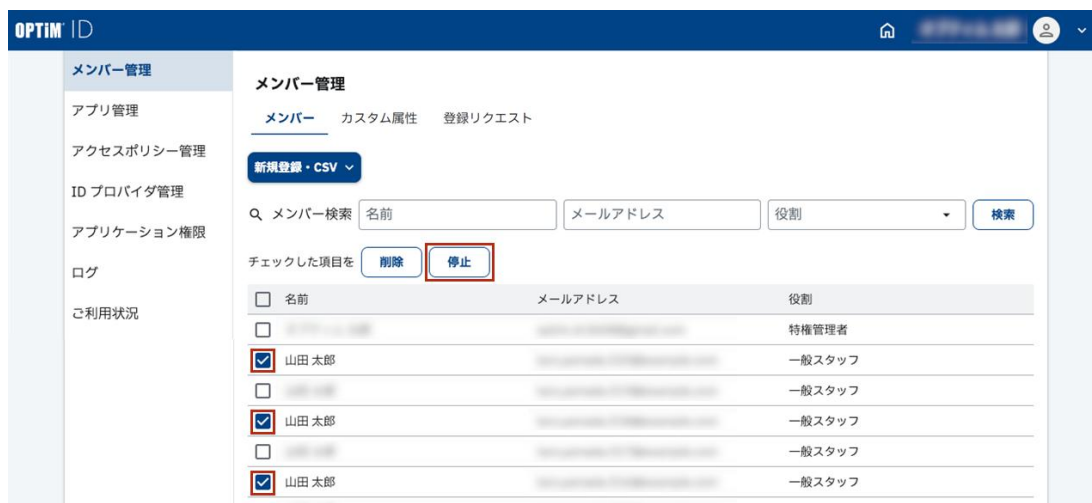 OPTiM ID
メンバー管理
アプリ管理
アクセスポリシー管理
ID プロバイダ管理
アプリケーション権限
ログ
ご利用状況
メンバー管理
メンバー カスタム属性 登録リクエスト
新規登録・CSV
メンバー検索 名前 メールアドレス 役割 検索
チェックした項目を 削除 停止
名前 メールアドレス 役割
特権管理者
山田 太郎 一般スタッフ
一般スタッフ
山田 太郎 一般スタッフ
一般スタッフ
山田 太郎 一般スタッフ